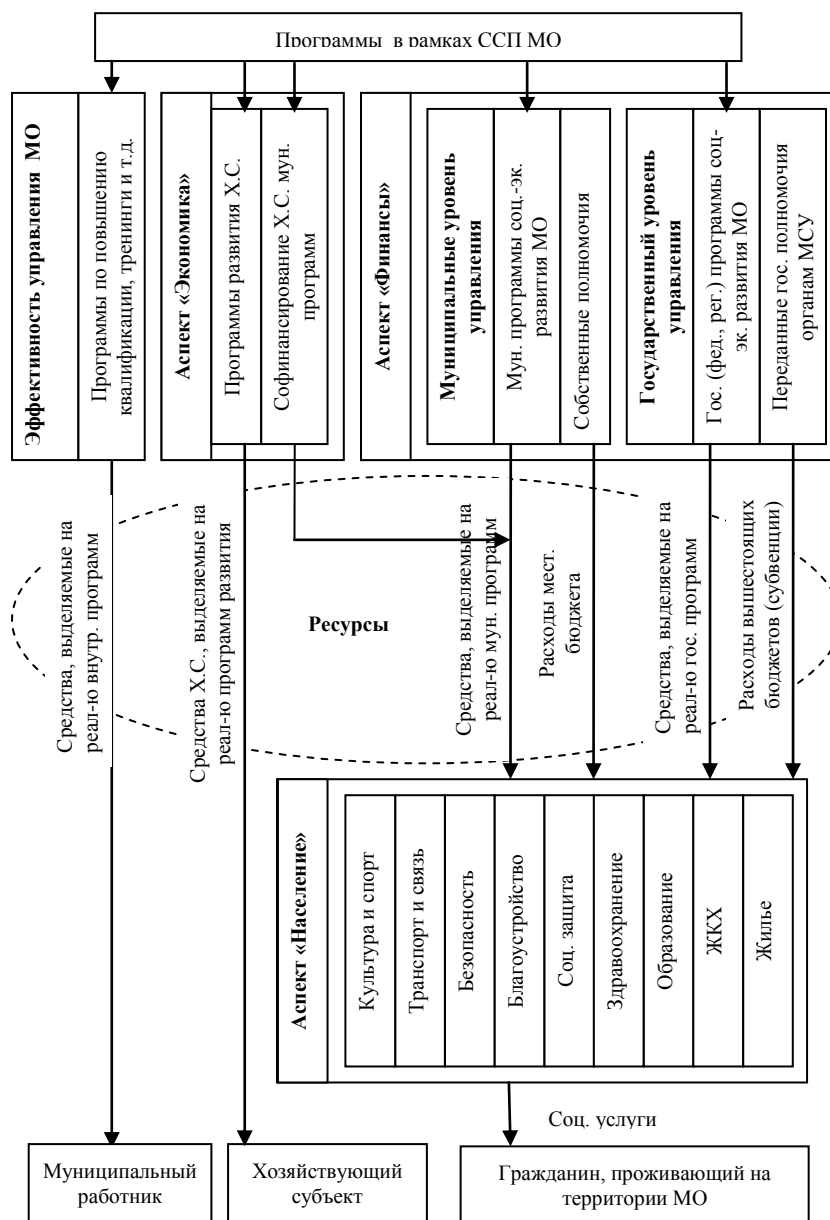 Программы в рамках ССП МО
Эффективность управления МО
Программы по повышению
квалификации, тренинги и т.д.
Аспект «Экономика»
Программы развития Х.С.
Софинансирование Х.С. мун.
программ
Аспект «Финансы»
Муниципальные уровень
управления
Мун. программы соц.-эк.
развития МО
Собственные полномочия
Государственный уровень
управления
Гос. (фед., рег.) программы соц-
эк. развития МО
Переданные гос. полномочия
органам МСУ
Средства, выделяемые на
реал-ю внутр. программ
Средства Х.С., выделяемые на
реал-ю программ развития
Ресурсы
Средства, выделяемые на
реал-ю мун. программ
Расходы мест.
бюджета
Средства, выделяемые на
реал-ю гос. программ
Расходы вышестоящих
бюджетов (субвенции)
Аспект «Население»
Культура и спорт
Транспорт и связь
Безопасность
Благоустройство
Соц. защита
Здравоохранение
Образование
ЖКХ
Жилье
Соц. услуги
Муниципальный
работник
Хозяйствующий
субъект
Гражданин, проживающий на
территории МО